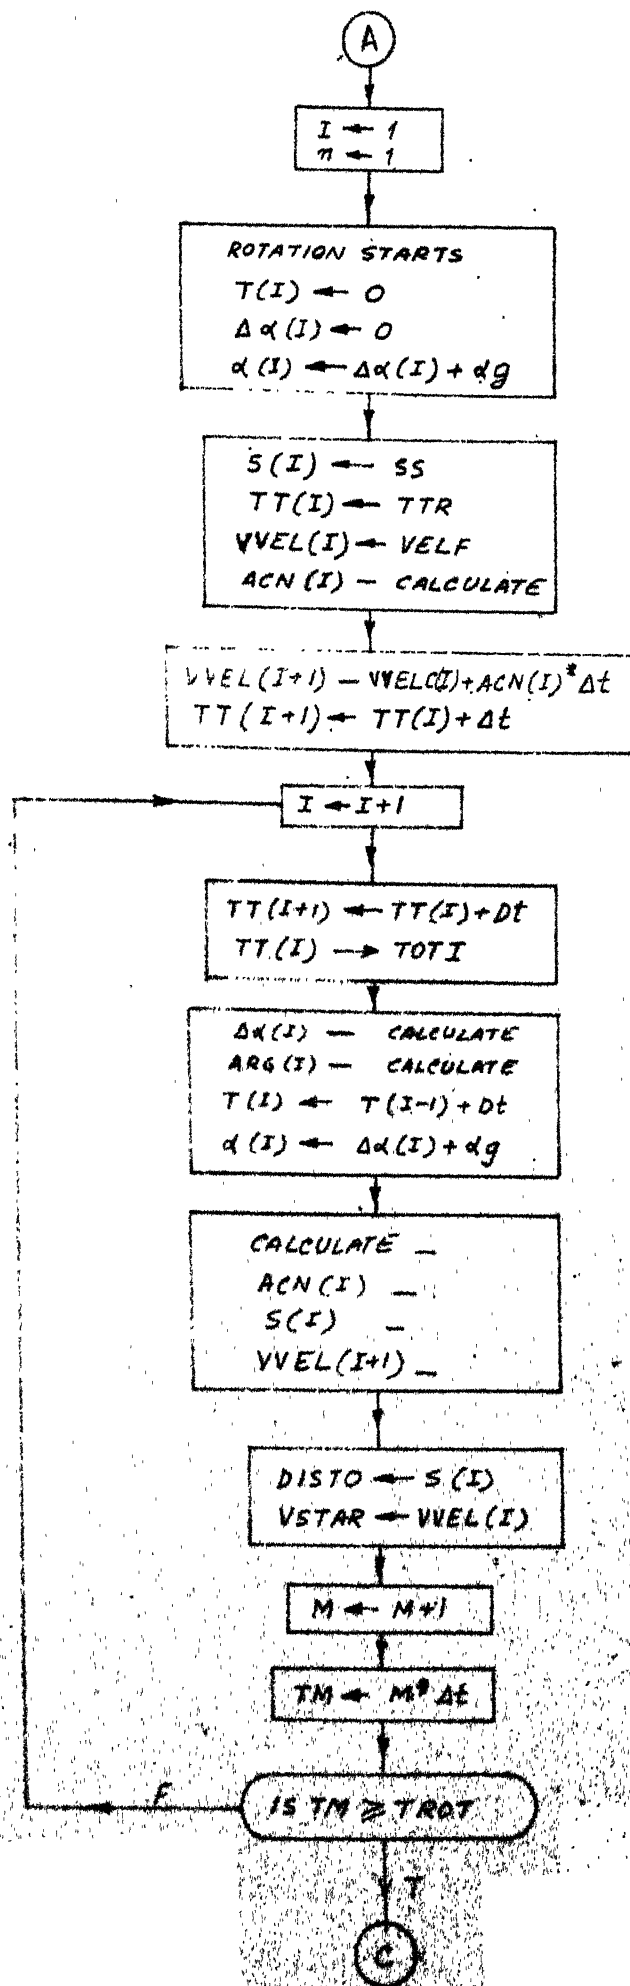 A
I ← 1
n ← 1
ROTATION STARTS
T(I) ← 0
Δα(I) ← 0
α(I) ← Δα(I) + αg
S(I) ← SS
TT(I) ← TTR
VVEL(I) ← VELF
ACN(I) — CALCULATE
VVEL(I+1) — VVEL(I)+ACN(I)*Δt
TT(I+1) ← TT(I)+Δt
I ← I+1
TT(I+1) ← TT(I)+Dt
TT(I) → TOTI
Δα(I) — CALCULATE
ARG(I) — CALCULATE
T(I) ← T(I-1)+Dt
α(I) ← Δα(I)+αg
CALCULATE —
ACN(I) —
S(I) —
VVEL(I+1) —
DISTO ← S(I)
VSTAR ← VVEL(I)
M ← M+1
TM ← M*Δt
F
IS TM ≥ TROT
T
C